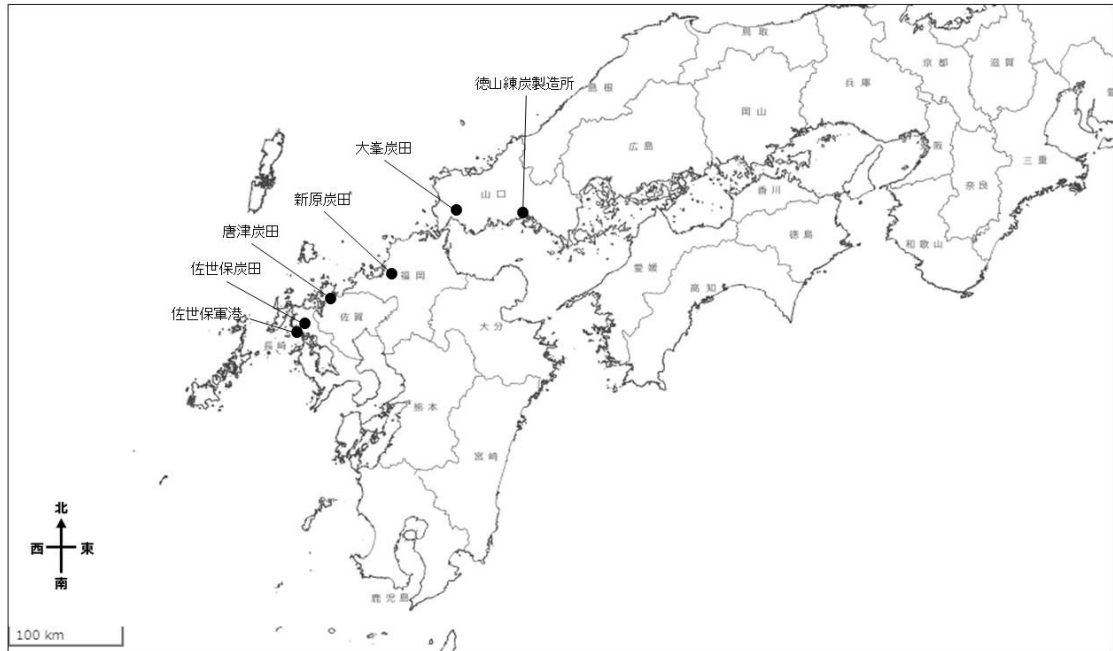 鳥取
京都
滋賀
兵庫
徳山練炭製造所
島根
岡山
大峯炭田
広島
阪
三重
奈良
山口
香川
新原炭田
徳島
和歌山
唐津炭田
愛媛
福岡
高知
佐世保炭田
佐世保軍港
佐賀
大分
長崎
熊本
宮崎
北
西 東
南
鹿児島
100 km